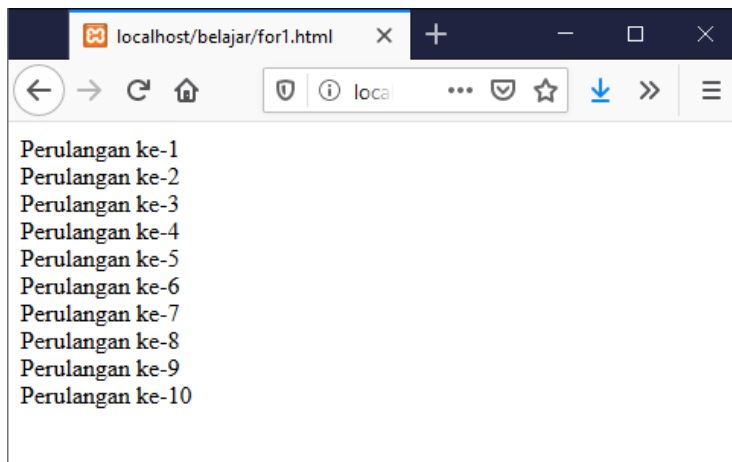 localhost/belajar/for1.html
local
Perulangan ke-1
Perulangan ke-2
Perulangan ke-3
Perulangan ke-4
Perulangan ke-5
Perulangan ke-6
Perulangan ke-7
Perulangan ke-8
Perulangan ke-9
Perulangan ke-10